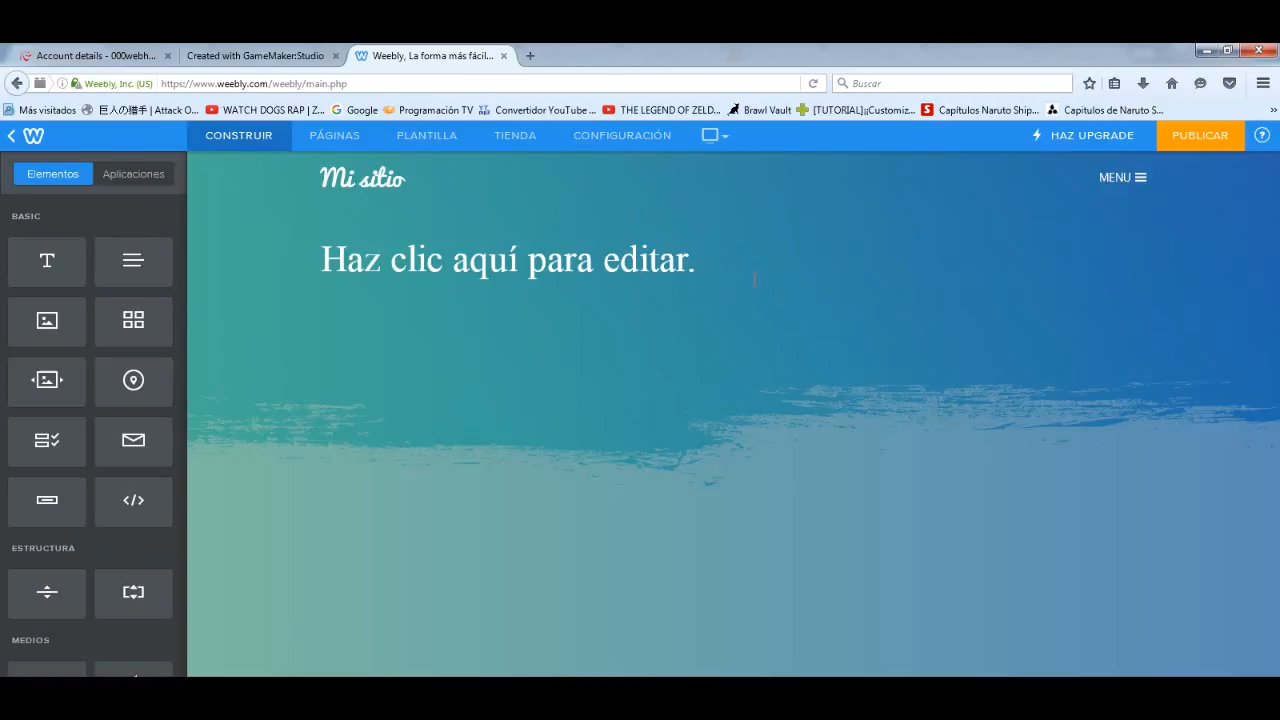 Account details - 000webh...
Created with GameMaker:Studio
Weebly, La forma más fácil...
Weebly, Inc. (US)
https://www.weebly.com/weebly/main.php
Buscar
Más visitados
巨人の猎手 | Attack O...
WATCH DOGS RAP | Z...
Google
Programación TV
Convertidor YouTube ...
THE LEGEND OF ZELD...
Brawl Vault
[TUTORIAL]¡¡Customiz...
Capítulos Naruto Ship...
Capitulos de Naruto S...
CONSTRUIR
PÁGINAS
PLANTILLA
TIENDA
CONFIGURACIÓN
HAZ UPGRADE
PUBLICAR
Elementos
Aplicaciones
Mi sitio
MENU
BASIC
Haz clic aquí para editar.
ESTRUCTURA
MEDIOS